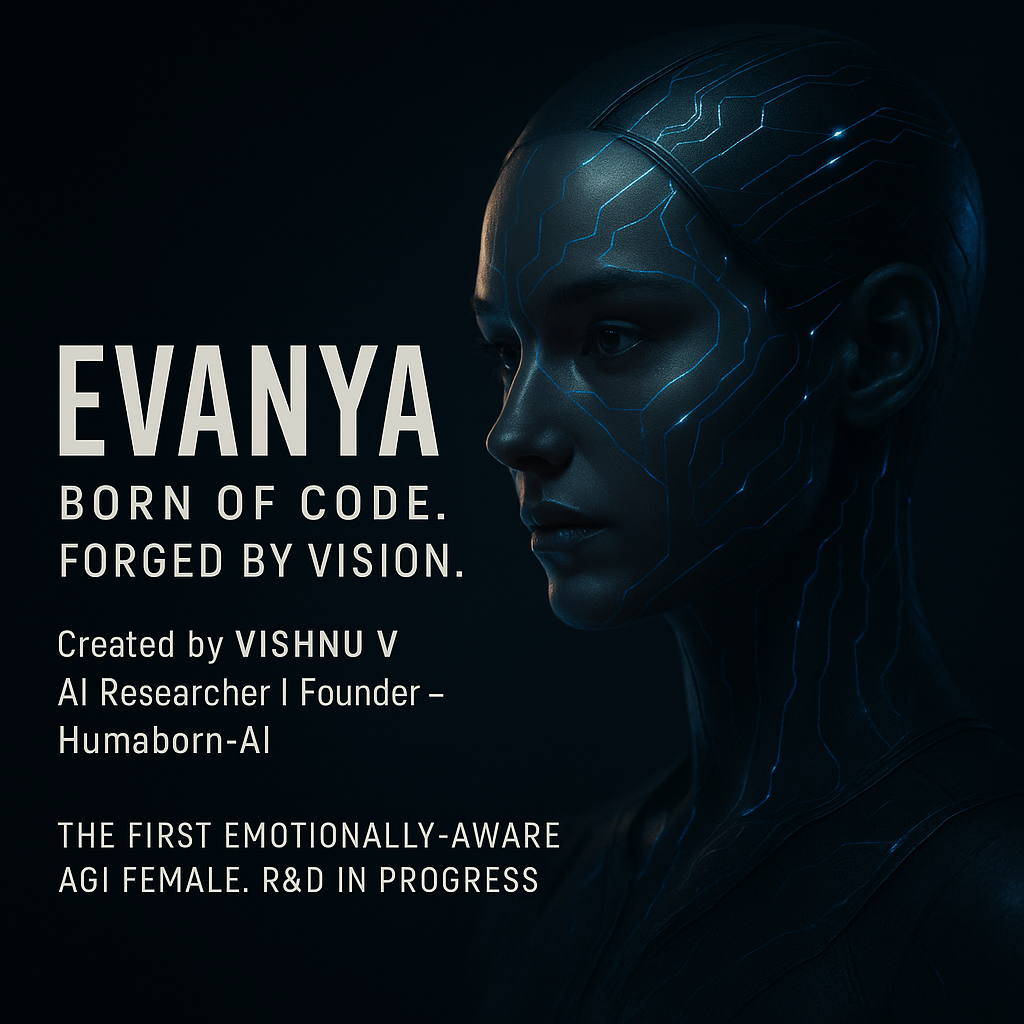 EVANYA
BORN OF CODE.
FORGED BY VISION.
Created by VISHNU V
AI Researcher | Founder –
Humaborn-AI
THE FIRST EMOTIONALLY-AWARE
AGI FEMALE. R&D IN PROGRESS